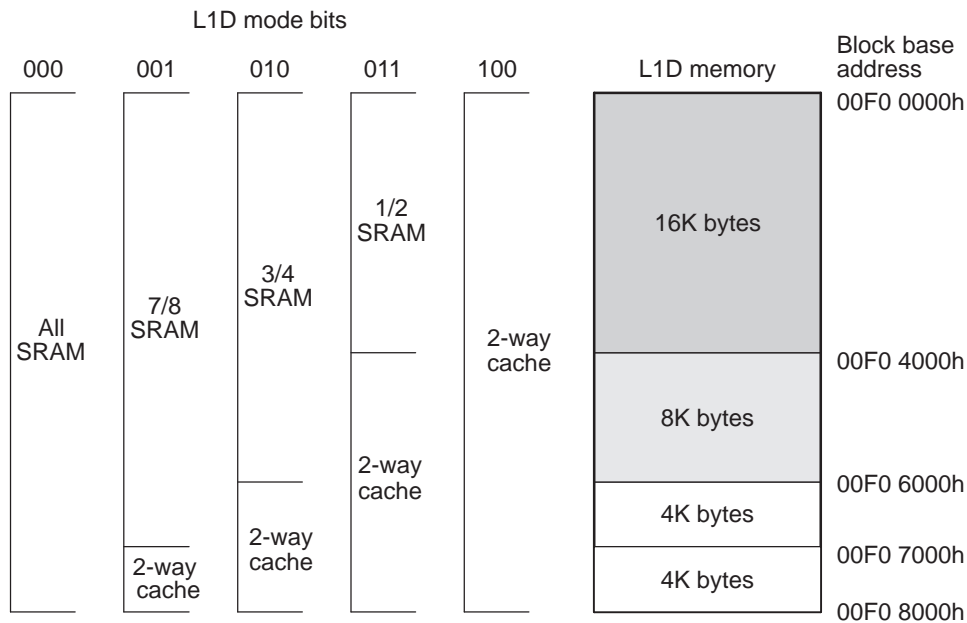 L1D mode bits
000 001 010 011 100 L1D memory Block base
address
00F0 0000h
1/2
SRAM
16K bytes
3/4
SRAM
7/8
SRAM
All
SRAM
2-way
cache
00F0 4000h
8K bytes
2-way
cache
00F0 6000h
4K bytes
2-way
cache
00F0 7000h
2-way
cache
4K bytes
00F0 8000h